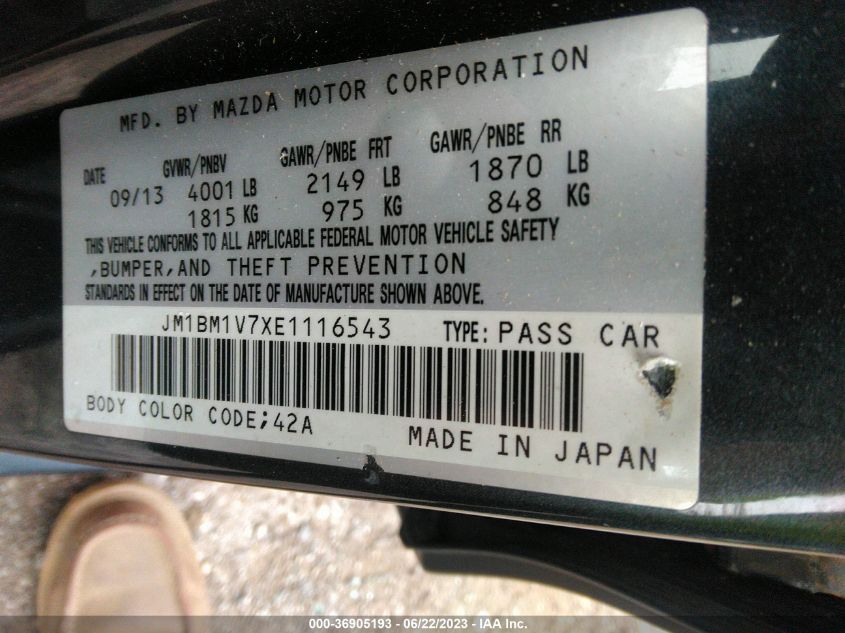 MFD. BY MAZDA MOTOR CORPORATION
DATE GVWR/PNBV GAWR/PNBE FRT GAWR/PNBE RR
09/13 4001 LB 2149 LB 1870 LB
1815 KG 975 KG 848 KG
THIS VEHICLE CONFORMS TO ALL APPLICABLE FEDERAL MOTOR VEHICLE SAFETY
,BUMPER,AND THEFT PREVENTION
STANDARDS IN EFFECT ON THE DATE OF MANUFACTURE SHOWN ABOVE.
JM1BM1V7XE1116543 TYPE: PASS CAR
BODY COLOR CODE;42A
MADE IN JAPAN
000-36905193 - 06/22/2023 - IAA Inc.